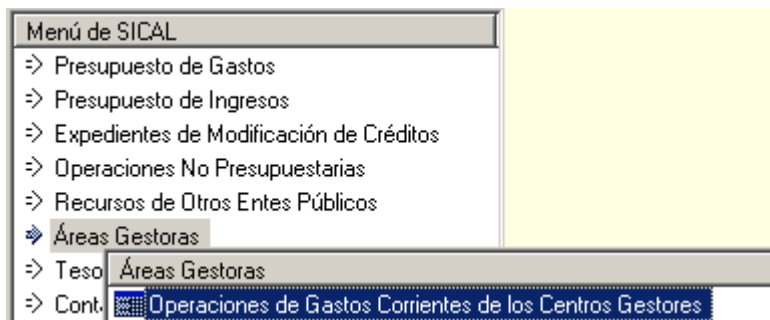 Menú de SICAL
Presupuesto de Gastos
Presupuesto de Ingresos
Expedientes de Modificación de Créditos
Operaciones No Presupuestarias
Recursos de Otros Entes Públicos
Áreas Gestoras
Teso Áreas Gestoras
Cont. Operaciones de Gastos Corrientes de los Centros Gestores